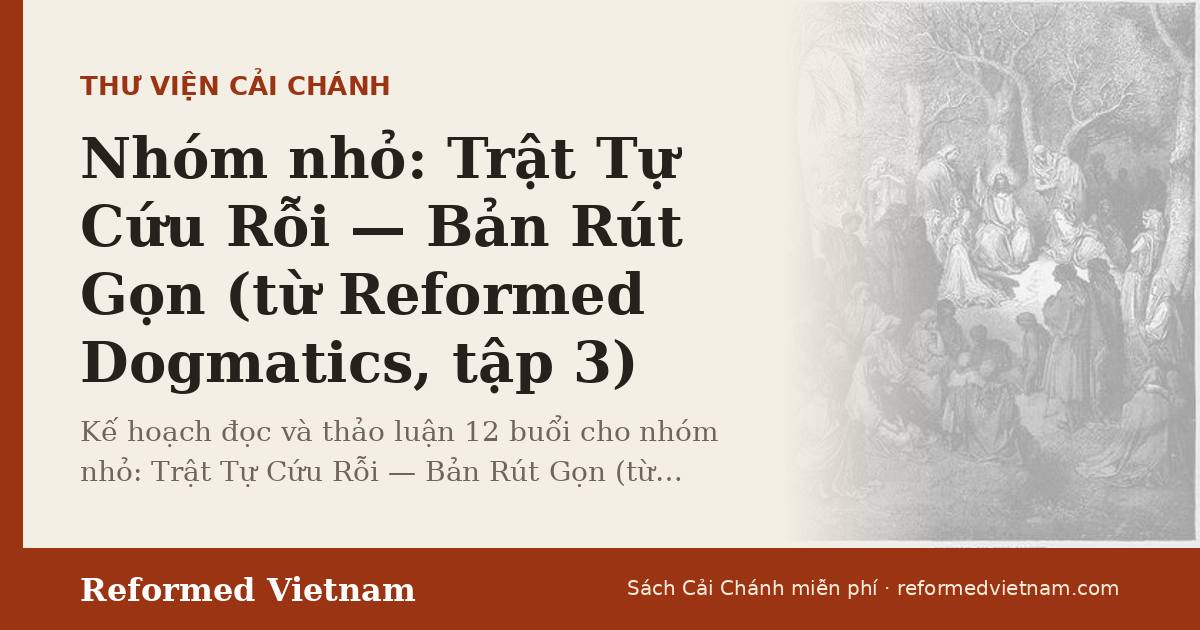 THƯ VIỆN CẢI CHÁNH
Nhóm nhỏ: Trật Tự
Cứu Rỗi — Bản Rút
Gọn (từ Reformed
Dogmatics, tập 3)
Kế hoạch đọc và thảo luận 12 buổi cho nhóm
nhỏ: Trật Tự Cứu Rỗi — Bản Rút Gọn (từ...
Reformed Vietnam
Sách Cải Chánh miễn phí · reformedvietnam.com